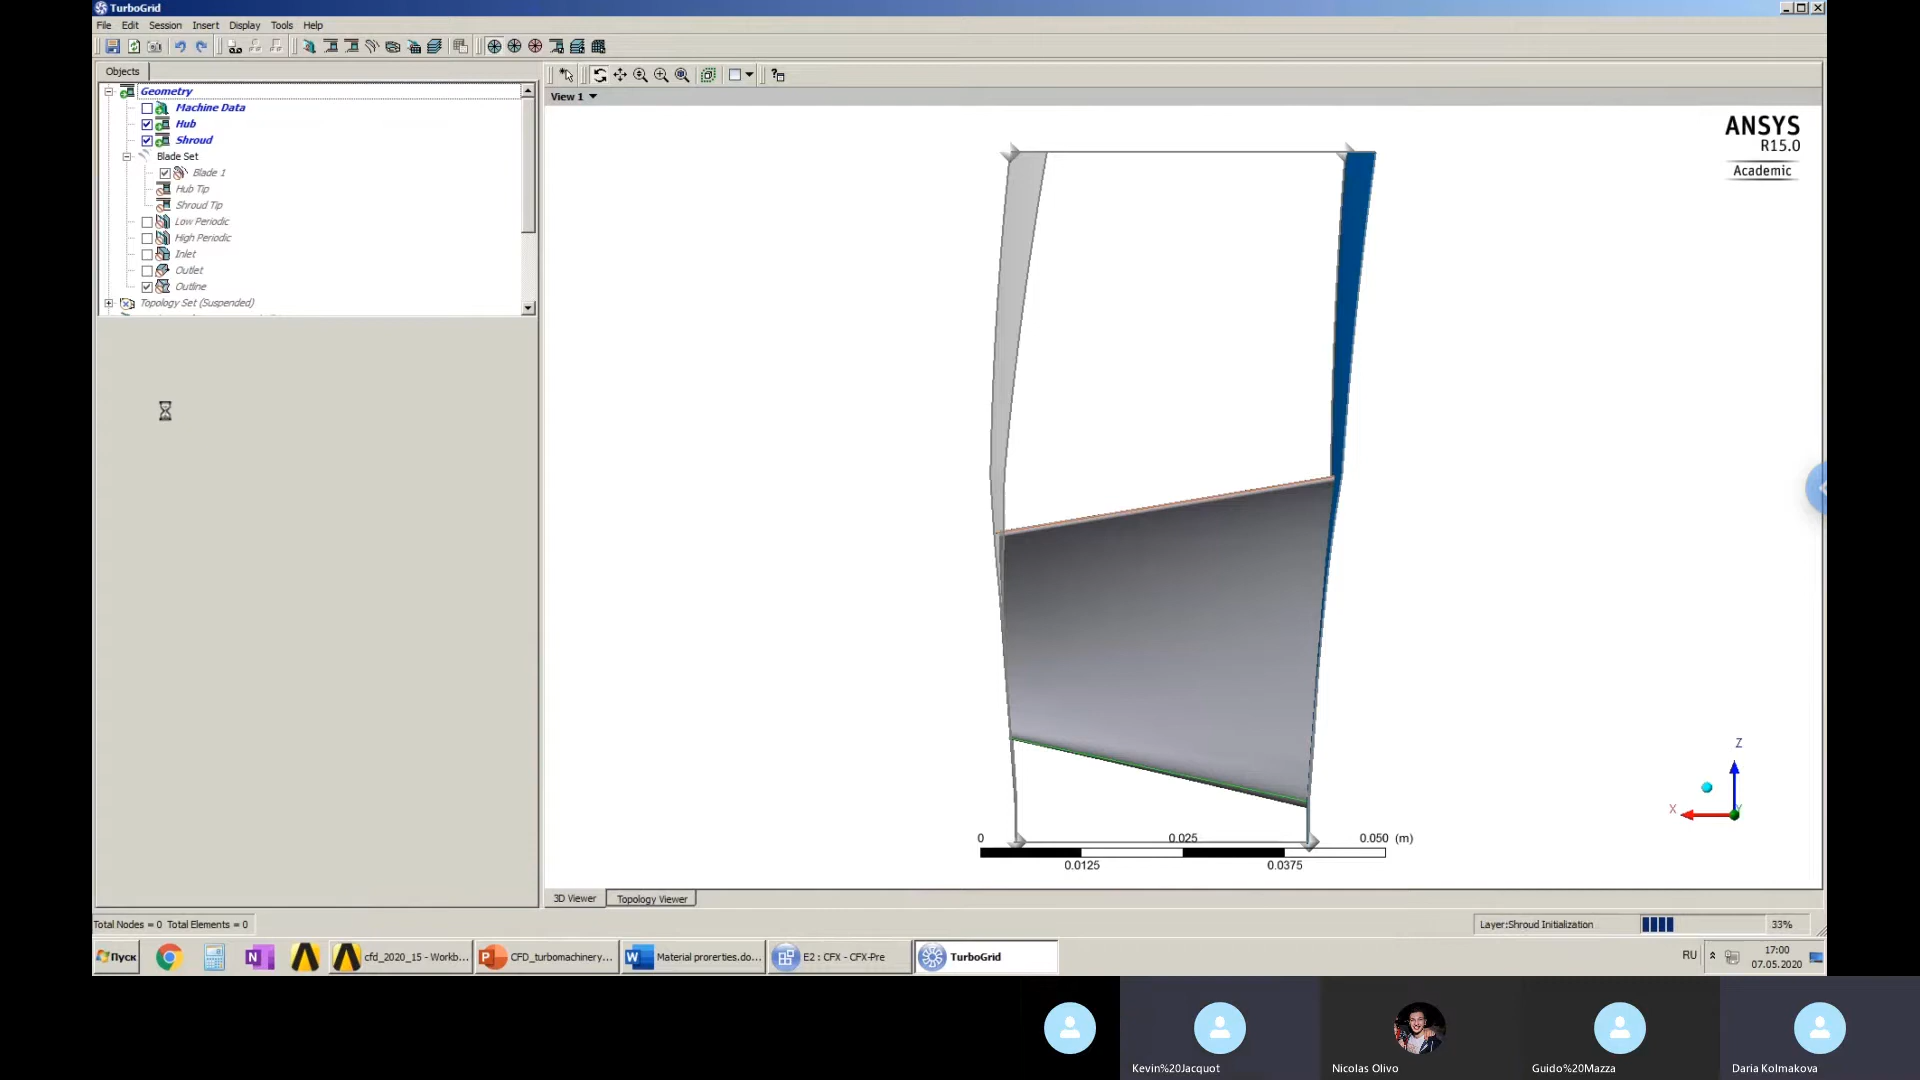 TurboGrid
File Edit Session Insert Display Tools Help
Objects
Geometry
Machine Data
Hub
Shroud
Blade Set
Blade 1
Hub Tip
Shroud Tip
Low Periodic
High Periodic
Inlet
Outlet
Outline
Topology Set (Suspended)
View 1
ANSYS
R15.0
Academic
Z
X
Y
0 0.025 0.050 (m)
0.0125 0.0375
3D Viewer Topology Viewer
Total Nodes = 0 Total Elements = 0
Layer:Shroud Initialization 33%
Пуск
cfd_2020_15 - Workb...
CFD_turbomachinery...
Material prorerties.do...
E2 : CFX - CFX-Pre
TurboGrid
RU
17:00
07.05.2020
Kevin%20Jacquot
Nicolas Olivo
Guido%20Mazza
Daria Kolmakova